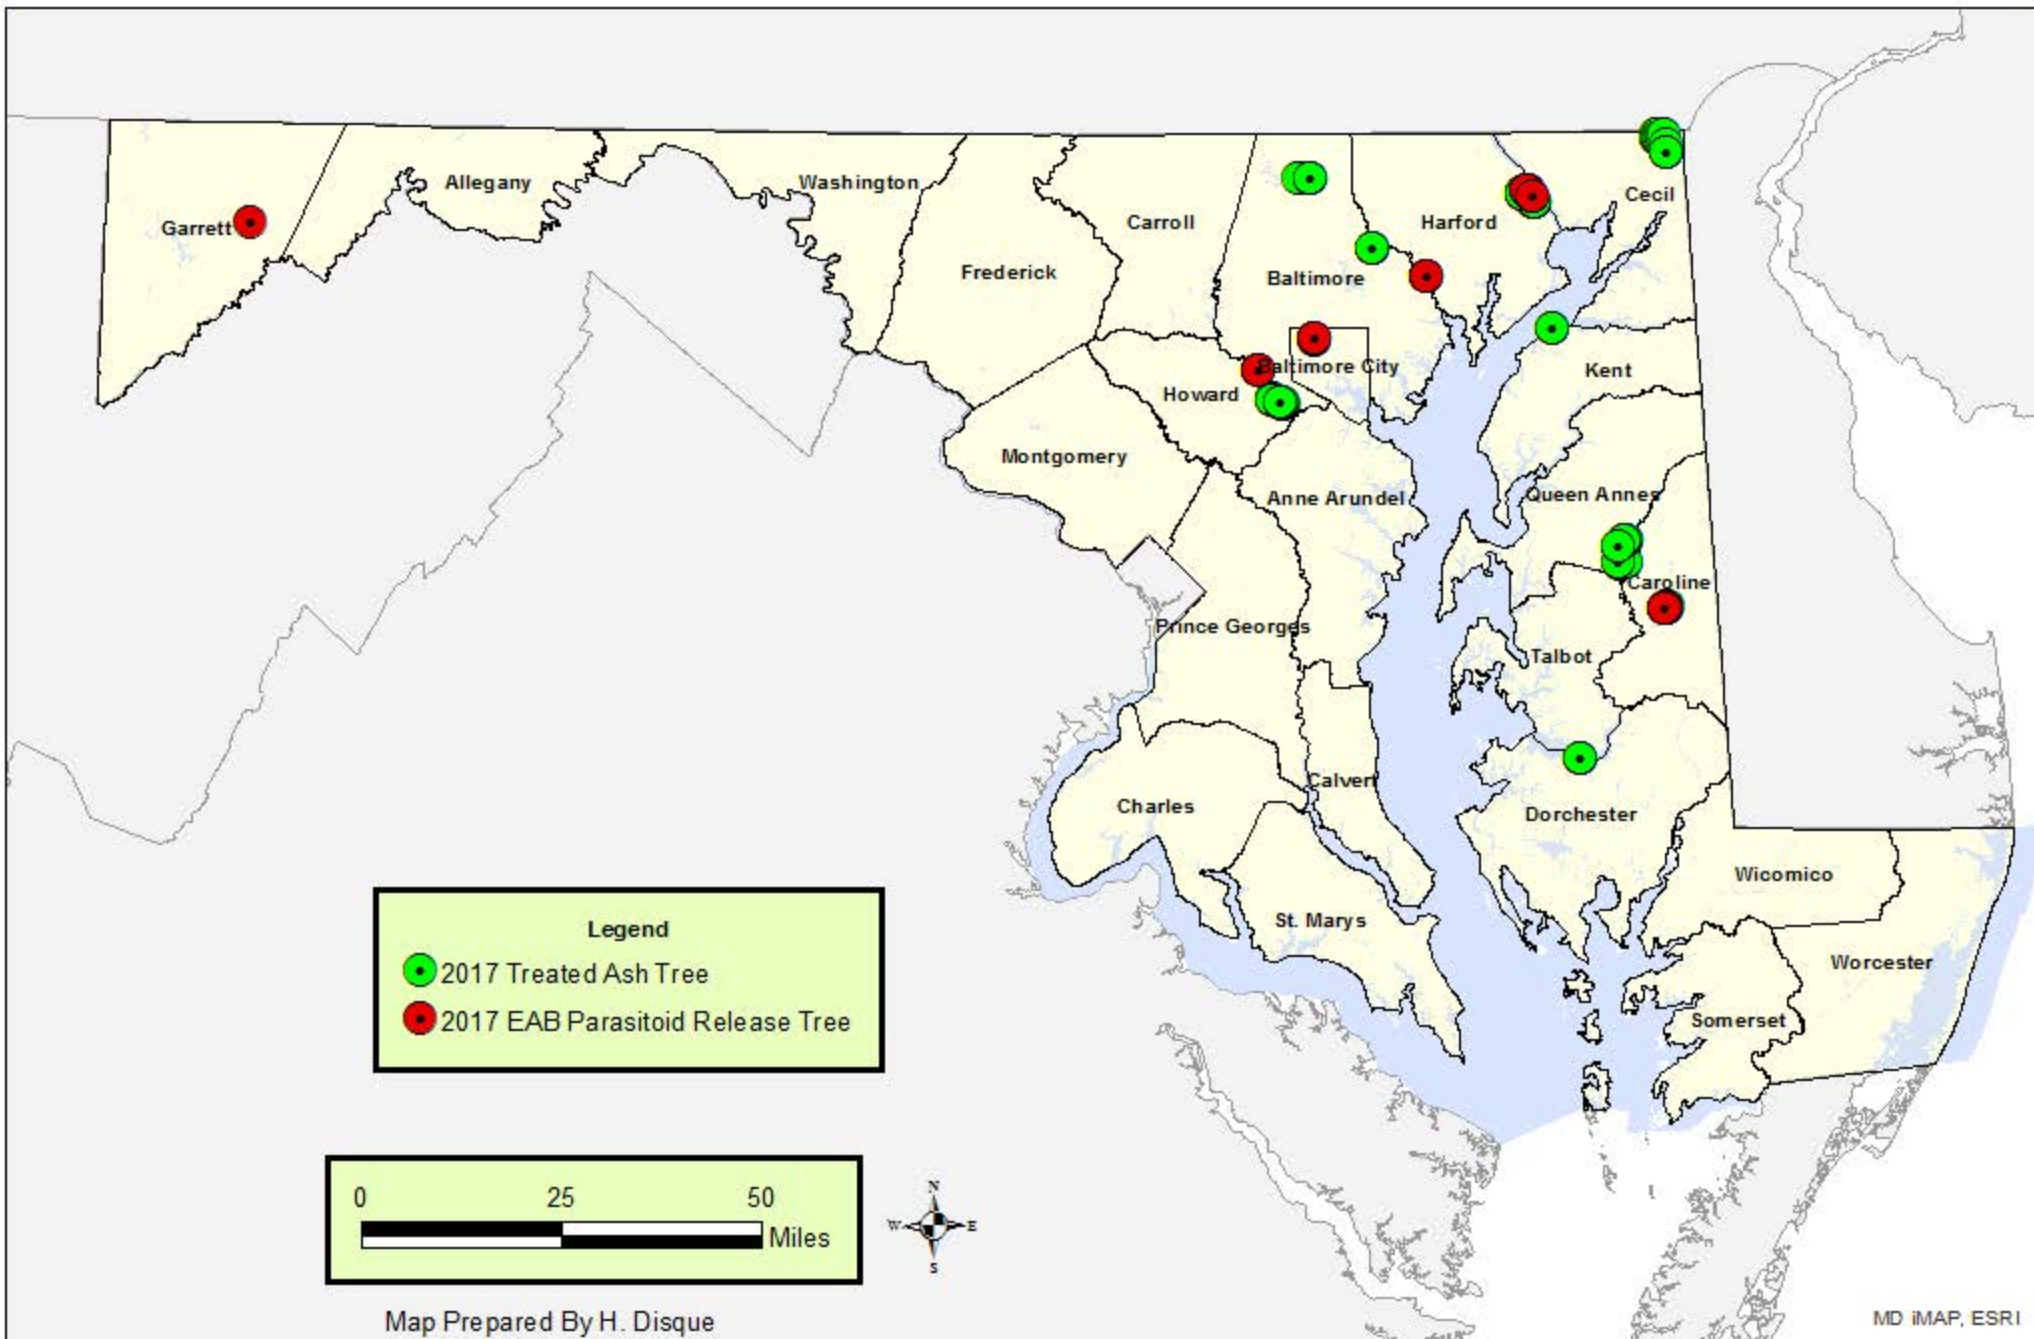 Allegany
Washington
Garrett
Cecil
Carroll
Harford
Frederick
Baltimore
Baltimore City
Kent
Howard
Montgomery
Queen Annes
Anne Arundel
Caroline
Prince Georges
Talbot
Calvert
Charles
Dorchester
Wicomico
St. Marys
Worcester
Somerset
Legend
2017 Treated Ash Tree
2017 EAB Parasitoid Release Tree
0 25 50
Miles
N
W E
S
Map Prepared By H. Disque
MD iMAP, ESRI